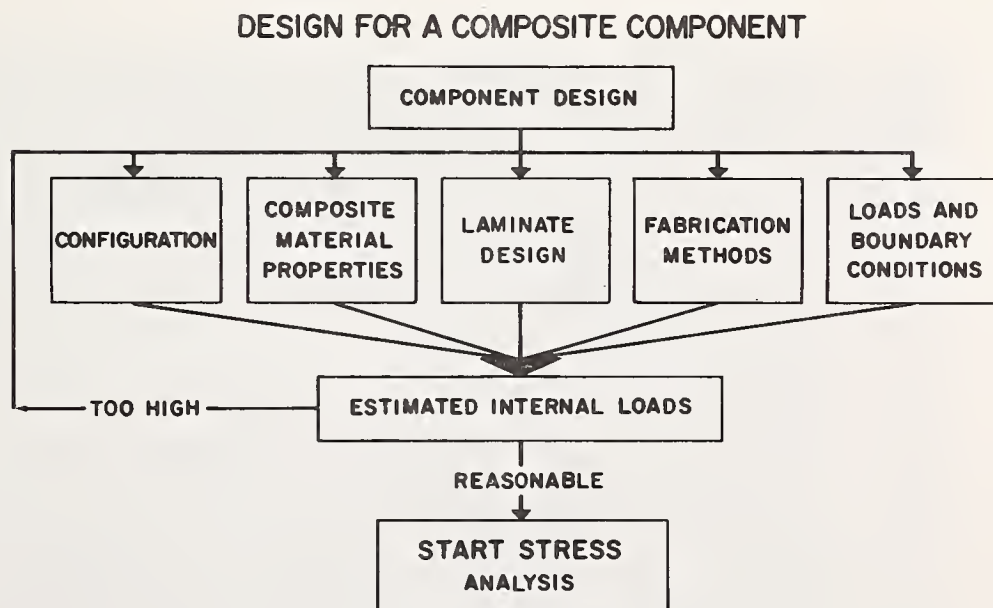 DESIGN FOR A COMPOSITE COMPONENT
COMPONENT DESIGN
CONFIGURATION
COMPOSITE
MATERIAL
PROPERTIES
LAMINATE
DESIGN
FABRICATION
METHODS
LOADS AND
BOUNDARY
CONDITIONS
TOO HIGH
ESTIMATED INTERNAL LOADS
REASONABLE
START STRESS
ANALYSIS